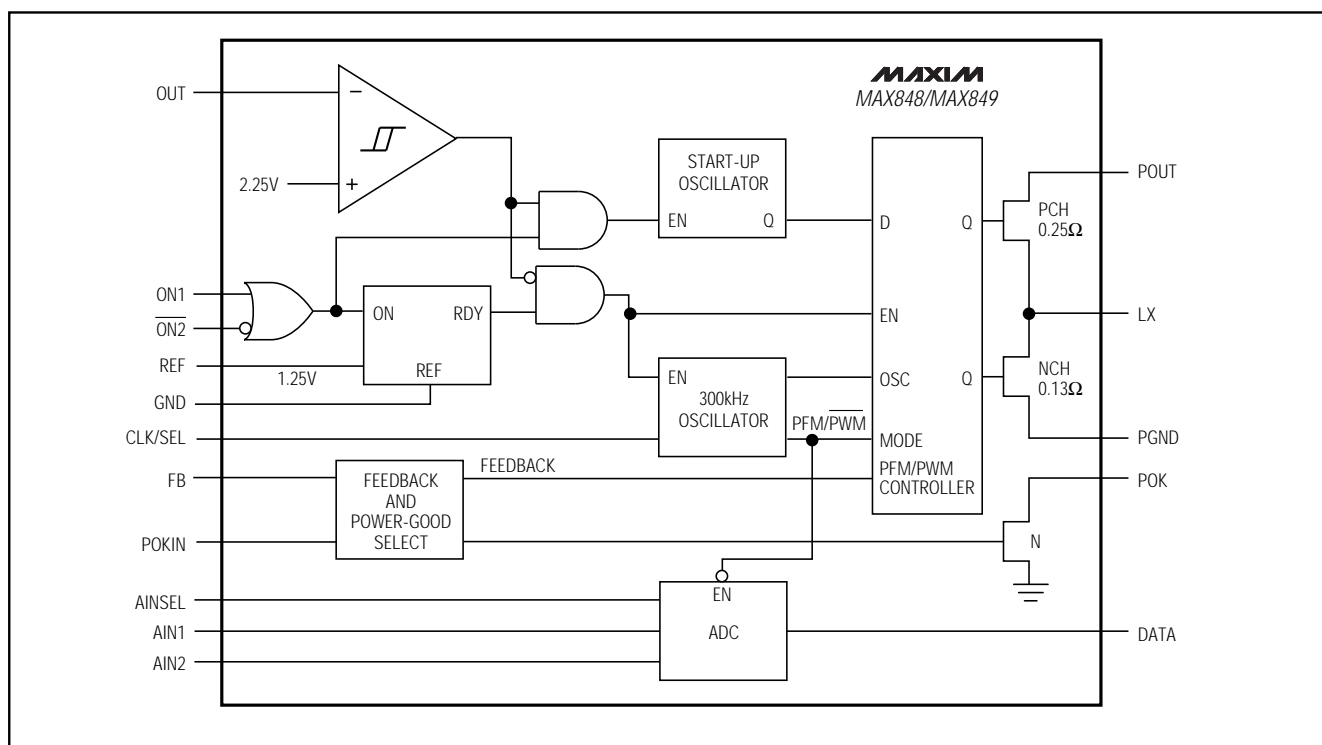 MAXIM
MAX848/MAX849
OUT
−
2.25V
+
START-UP
OSCILLATOR
EN
Q
D
Q
PCH
0.25Ω
POUT
ON1
ON2
ON
RDY
REF
REF
1.25V
GND
EN
LX
EN
300kHz
OSCILLATOR
OSC
Q
NCH
0.13Ω
CLK/SEL
PFM/PWM
MODE
PGND
FB
FEEDBACK
AND
POWER-GOOD
SELECT
FEEDBACK
PFM/PWM
CONTROLLER
POK
POKIN
N
AINSEL
AIN1
AIN2
EN
ADC
DATA